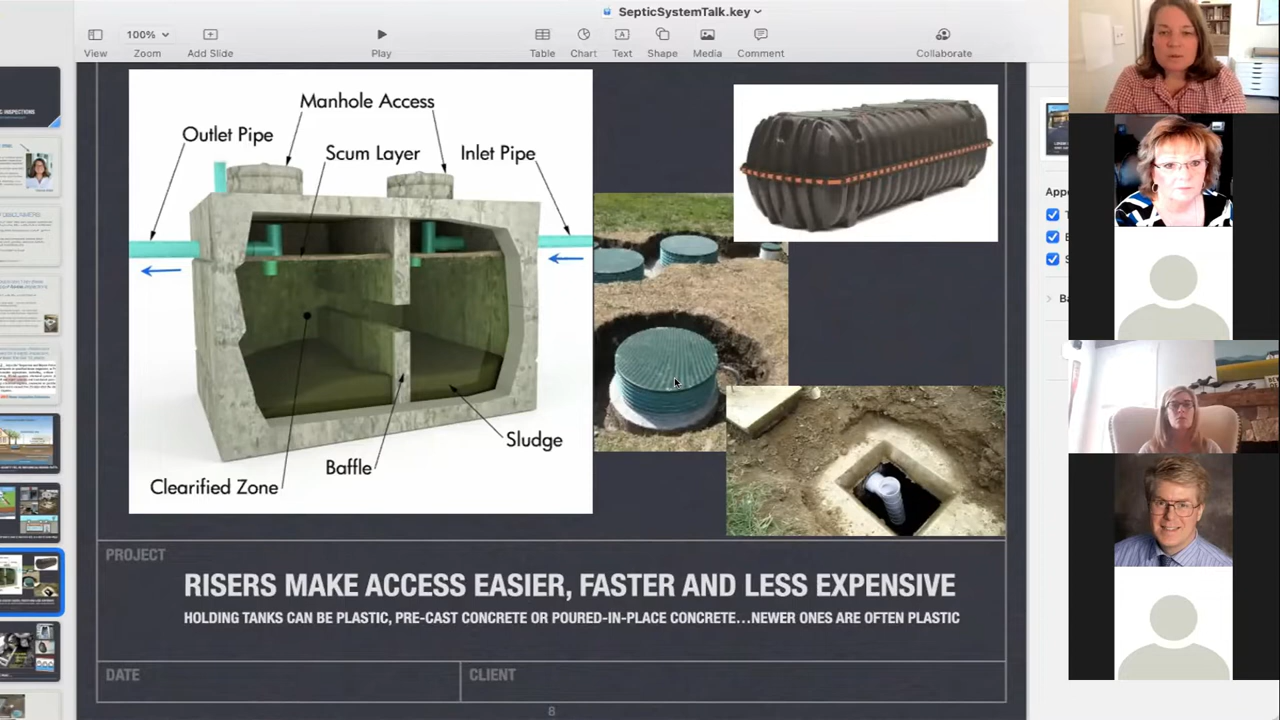 SepticSystemTalk.key
100%
View
Zoom
Add Slide
Play
Table
Chart
Text
Shape
Media
Comment
Collaborate
Manhole Access
Outlet Pipe
Scum Layer
Inlet Pipe
Sludge
Baffle
Clearified Zone
PROJECT
RISERS MAKE ACCESS EASIER, FASTER AND LESS EXPENSIVE
HOLDING TANKS CAN BE PLASTIC, PRE-CAST CONCRETE OR POURED-IN-PLACE CONCRETE...NEWER ONES ARE OFTEN PLASTIC
DATE
CLIENT
8